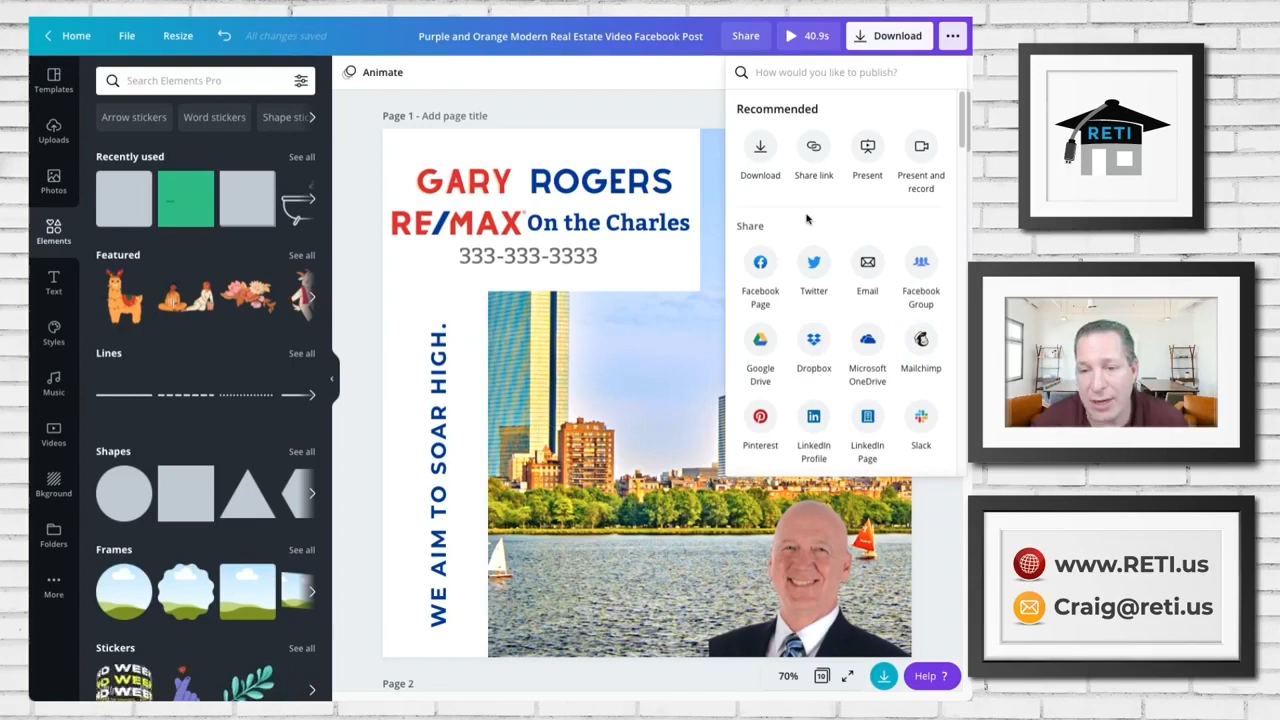 Home
File
Resize
All changes saved
Purple and Orange Modern Real Estate Video Facebook Post
Share
40.9s
Download
Templates
Uploads
Photos
Elements
Text
Styles
Music
Videos
Bkground
Folders
More
Search Elements Pro
Arrow stickers
Word stickers
Shape stic
Recently used
See all
Featured
See all
Lines
See all
Shapes
See all
Frames
See all
Stickers
See all
Animate
Page 1 - Add page title
GARY ROGERS
RE/MAX On the Charles
333-333-3333
WE AIM TO SOAR HIGH.
Page 2
How would you like to publish?
Recommended
Download
Share link
Present
Present and
record
Share
Facebook
Page
Twitter
Email
Facebook
Group
Google
Drive
Dropbox
Microsoft
OneDrive
Mailchimp
Pinterest
LinkedIn
Profile
LinkedIn
Page
Slack
70%
10
Help ?
RETI
www.RETI.us
Craig@reti.us